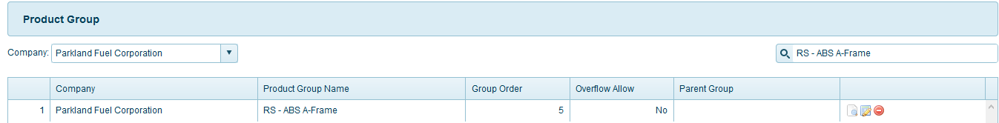 Product Group
Company: Parkland Fuel Corporation RS - ABS A-Frame
Company Product Group Name Group Order Overflow Allow Parent Group
1 Parkland Fuel Corporation RS - ABS A-Frame 5 No